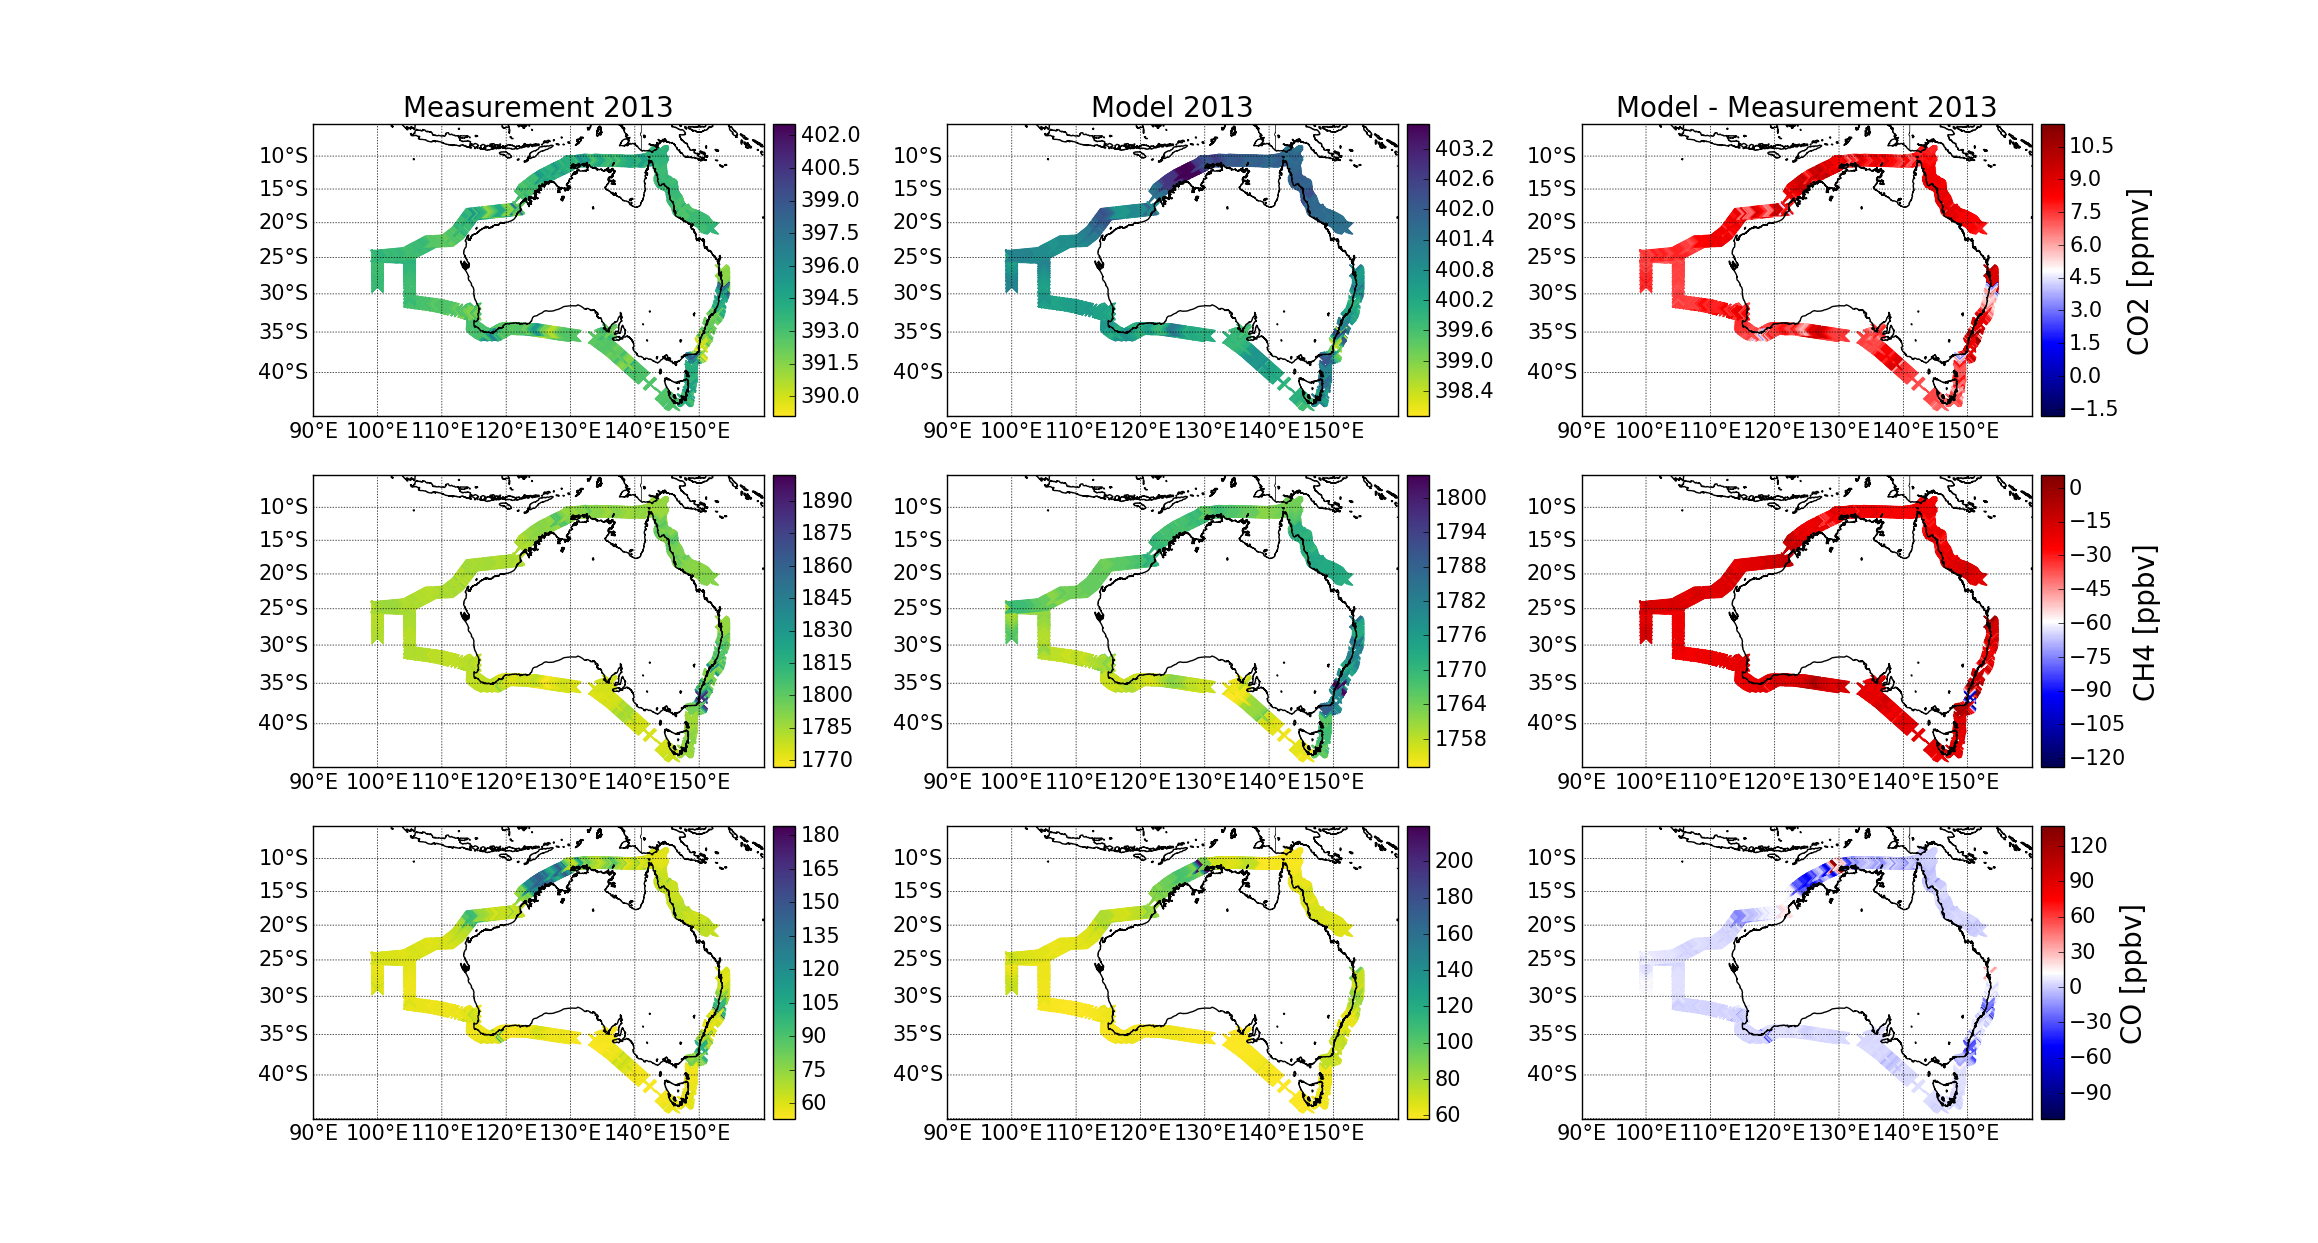 Measurement 2013
10°S
15°S
20°S
25°S
30°S
35°S
40°S
90°E 100°E 110°E 120°E 130°E 140°E 150°E
402.0
400.5
399.0
397.5
396.0
394.5
393.0
391.5
390.0
Model 2013
10°S
15°S
20°S
25°S
30°S
35°S
40°S
90°E 100°E 110°E 120°E 130°E 140°E 150°E
403.2
402.6
402.0
401.4
400.8
400.2
399.6
399.0
398.4
Model - Measurement 2013
10°S
15°S
20°S
25°S
30°S
35°S
40°S
90°E 100°E 110°E 120°E 130°E 140°E 150°E
10.5
9.0
7.5
6.0
4.5
3.0
1.5
0.0
−1.5
CO2 [ppmv]
10°S
15°S
20°S
25°S
30°S
35°S
40°S
90°E 100°E 110°E 120°E 130°E 140°E 150°E
1890
1875
1860
1845
1830
1815
1800
1785
1770
10°S
15°S
20°S
25°S
30°S
35°S
40°S
90°E 100°E 110°E 120°E 130°E 140°E 150°E
1800
1794
1788
1782
1776
1770
1764
1758
10°S
15°S
20°S
25°S
30°S
35°S
40°S
90°E 100°E 110°E 120°E 130°E 140°E 150°E
0
−15
−30
−45
−60
−75
−90
−105
−120
CH4 [ppbv]
10°S
15°S
20°S
25°S
30°S
35°S
40°S
90°E 100°E 110°E 120°E 130°E 140°E 150°E
180
165
150
135
120
105
90
75
60
10°S
15°S
20°S
25°S
30°S
35°S
40°S
90°E 100°E 110°E 120°E 130°E 140°E 150°E
200
180
160
140
120
100
80
60
10°S
15°S
20°S
25°S
30°S
35°S
40°S
90°E 100°E 110°E 120°E 130°E 140°E 150°E
120
90
60
30
0
−30
−60
−90
CO [ppbv]